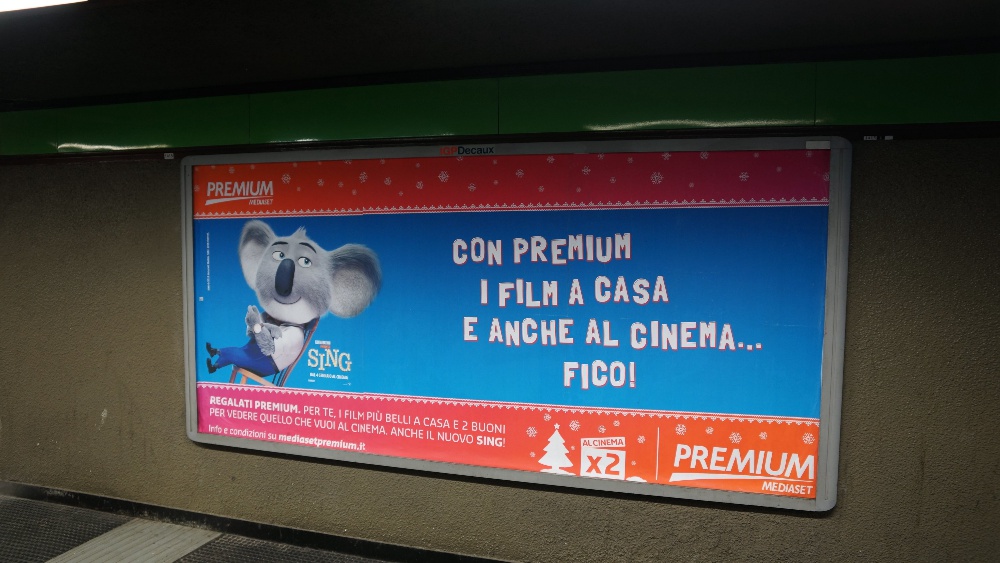 IGPDecaux
PREMIUM
MEDIASET
CON PREMIUM
I FILM A CASA
E ANCHE AL CINEMA...
FICO!
SING
REGALATI PREMIUM. PER TE, I FILM PIÙ BELLI A CASA E 2 BUONI
PER VEDERE QUELLO CHE VUOI AL CINEMA. ANCHE IL NUOVO SING!
Info e condizioni su mediasetpremium.it
AL CINEMA
X2
PREMIUM
MEDIASET